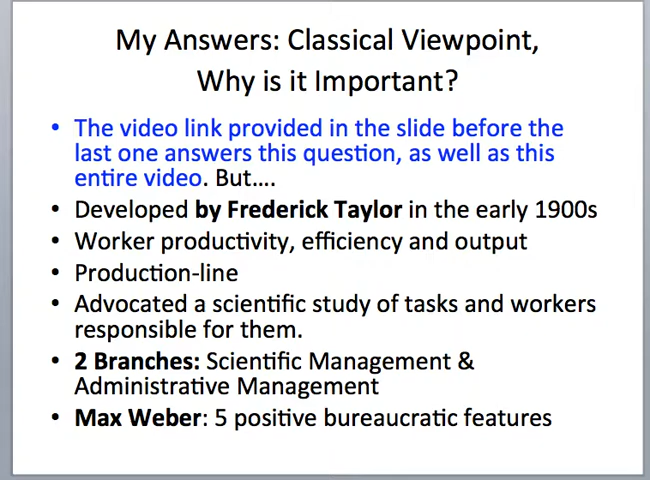 My Answers: Classical Viewpoint,
Why is it Important?
• The video link provided in the slide before the
last one answers this question, as well as this
entire video. But....
• Developed by Frederick Taylor in the early 1900s
• Worker productivity, efficiency and output
• Production-line
• Advocated a scientific study of tasks and workers
responsible for them.
• 2 Branches: Scientific Management &
Administrative Management
• Max Weber: 5 positive bureaucratic features